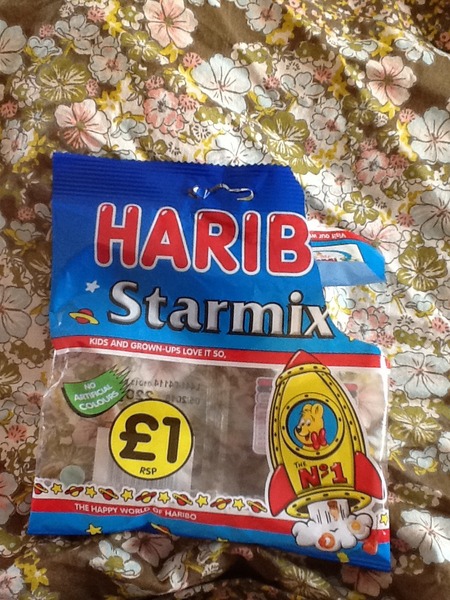 HARIB
Starmix
KIDS AND GROWN-UPS LOVE IT SO,
NO
ARTIFICIAL
COLOURS
£1
RSP
THE
Nº1
THE HAPPY WORLD OF HARIBO